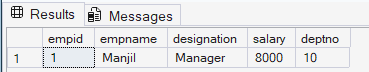 Results Messages
empid empname designation salary deptno
1 1 Manjil Manager 8000 10